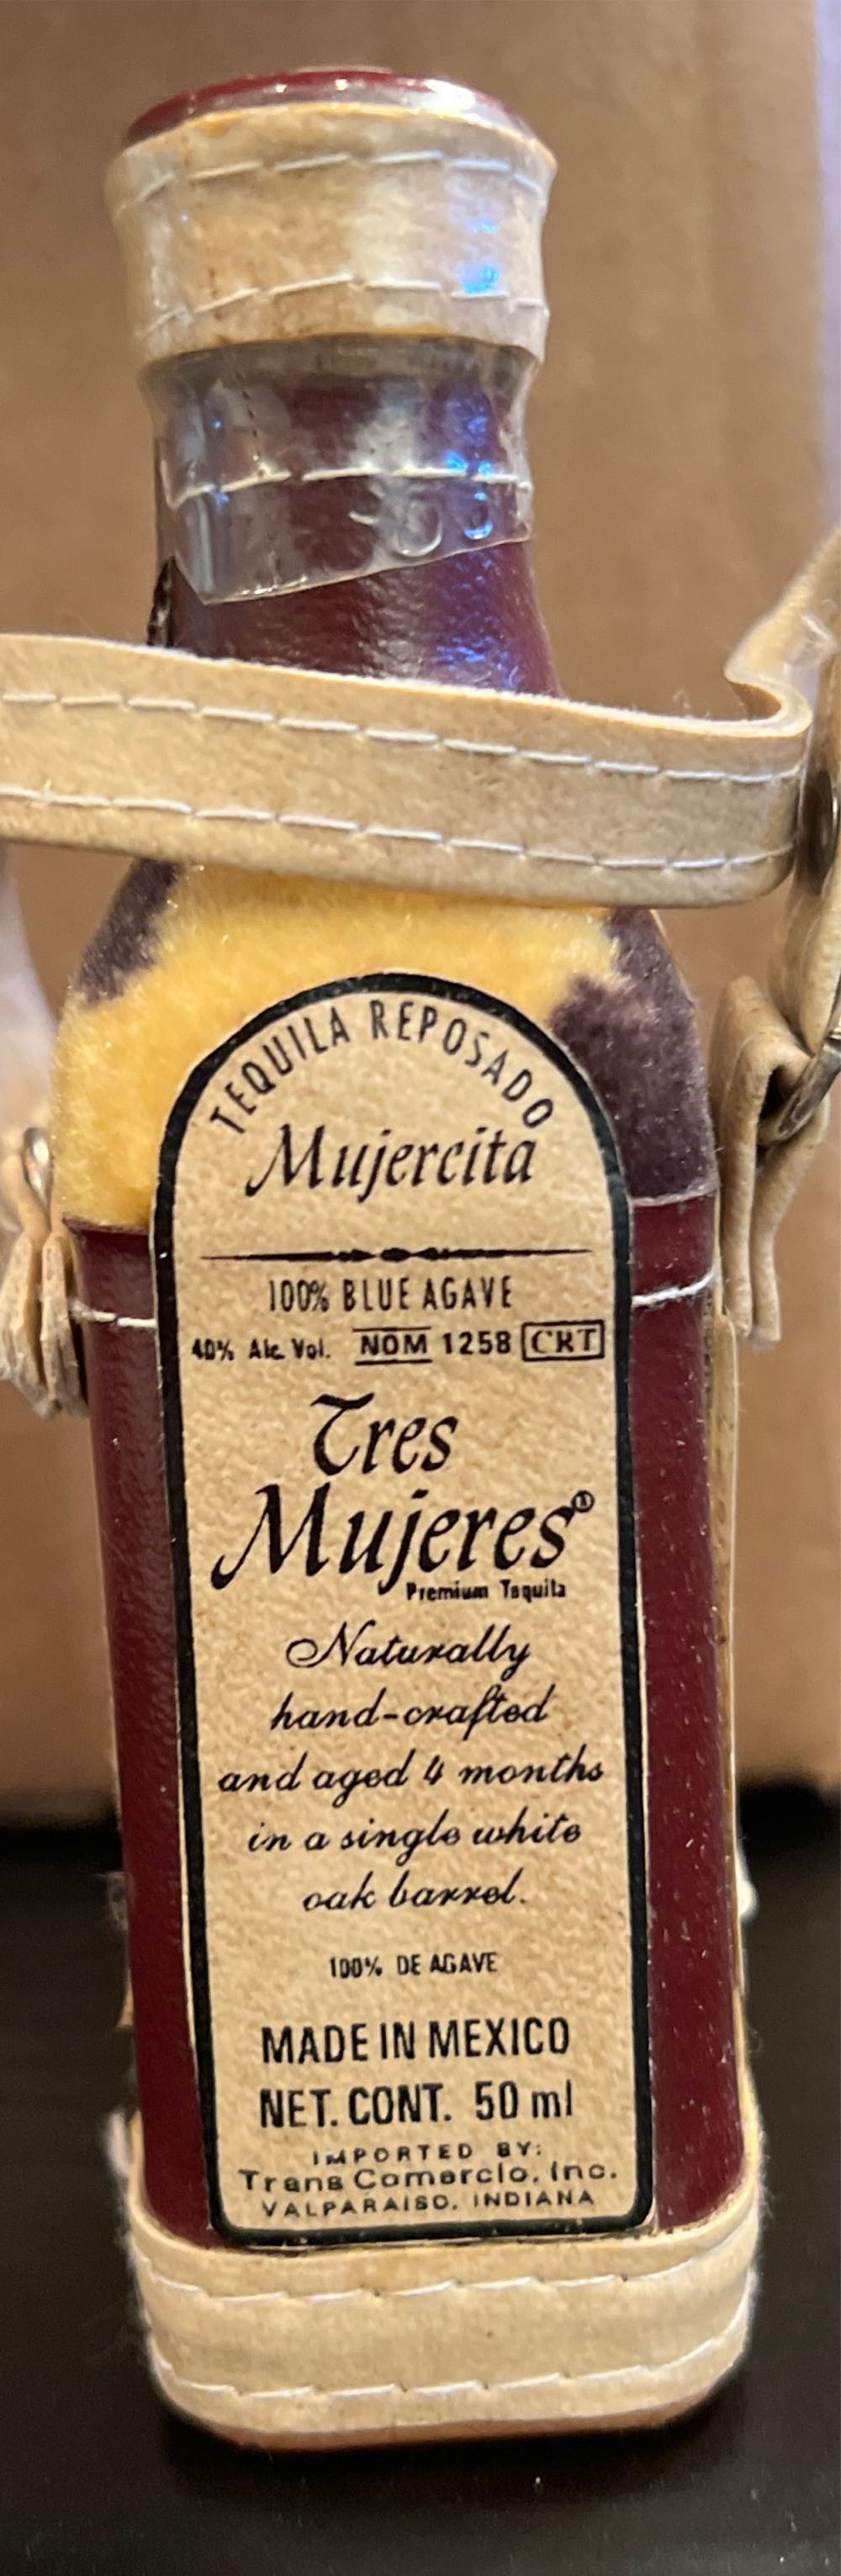 TEQUILA REPOSADO
Mujercita
100% BLUE AGAVE
40% Alc. Vol. NOM 1258 CRT
Tres
Mujeres®
Premium Tequila
Naturally
hand-crafted
and aged 4 months
in a single white
oak barrel.
100% DE AGAVE
MADE IN MEXICO
NET. CONT. 50 ml
IMPORTED BY:
Trans Comercio, Inc.
VALPARAISO, INDIANA